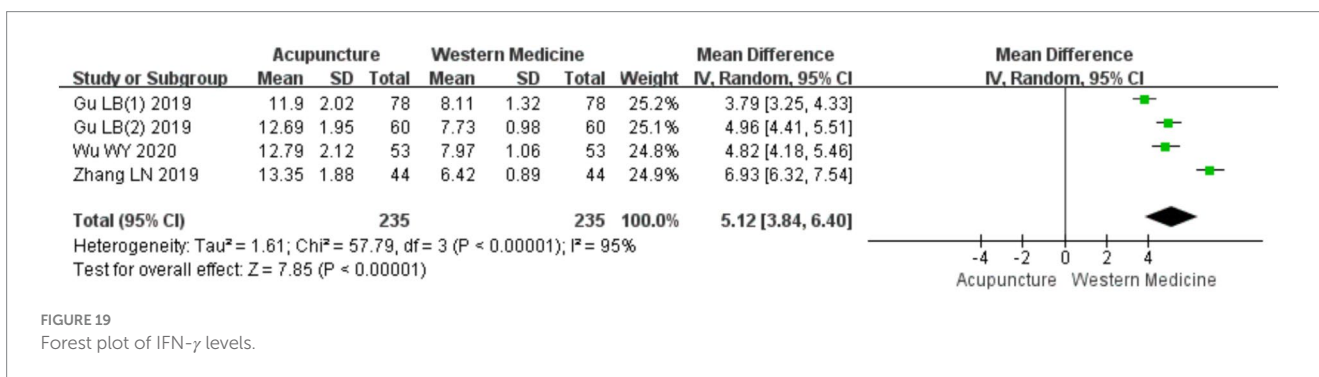 Acupuncture Western Medicine Mean Difference Mean Difference
Study or Subgroup Mean SD Total Mean SD Total Weight IV, Random, 95% CI IV, Random, 95% CI
Gu LB(1) 2019 11.9 2.02 78 8.11 1.32 78 25.2% 3.79 [3.25, 4.33]
Gu LB(2) 2019 12.69 1.95 60 7.73 0.98 60 25.1% 4.96 [4.41, 5.51]
Wu WY 2020 12.79 2.12 53 7.97 1.06 53 24.8% 4.82 [4.18, 5.46]
Zhang LN 2019 13.35 1.88 44 6.42 0.89 44 24.9% 6.93 [6.32, 7.54]
Total (95% CI) 235 235 100.0% 5.12 [3.84, 6.40]
Heterogeneity: Tau² = 1.61; Chi² = 57.79, df = 3 (P < 0.00001); I² = 95%
Test for overall effect: Z = 7.85 (P < 0.00001)
-4 -2 0 2 4
Acupuncture Western Medicine
FIGURE 19
Forest plot of IFN-γ levels.